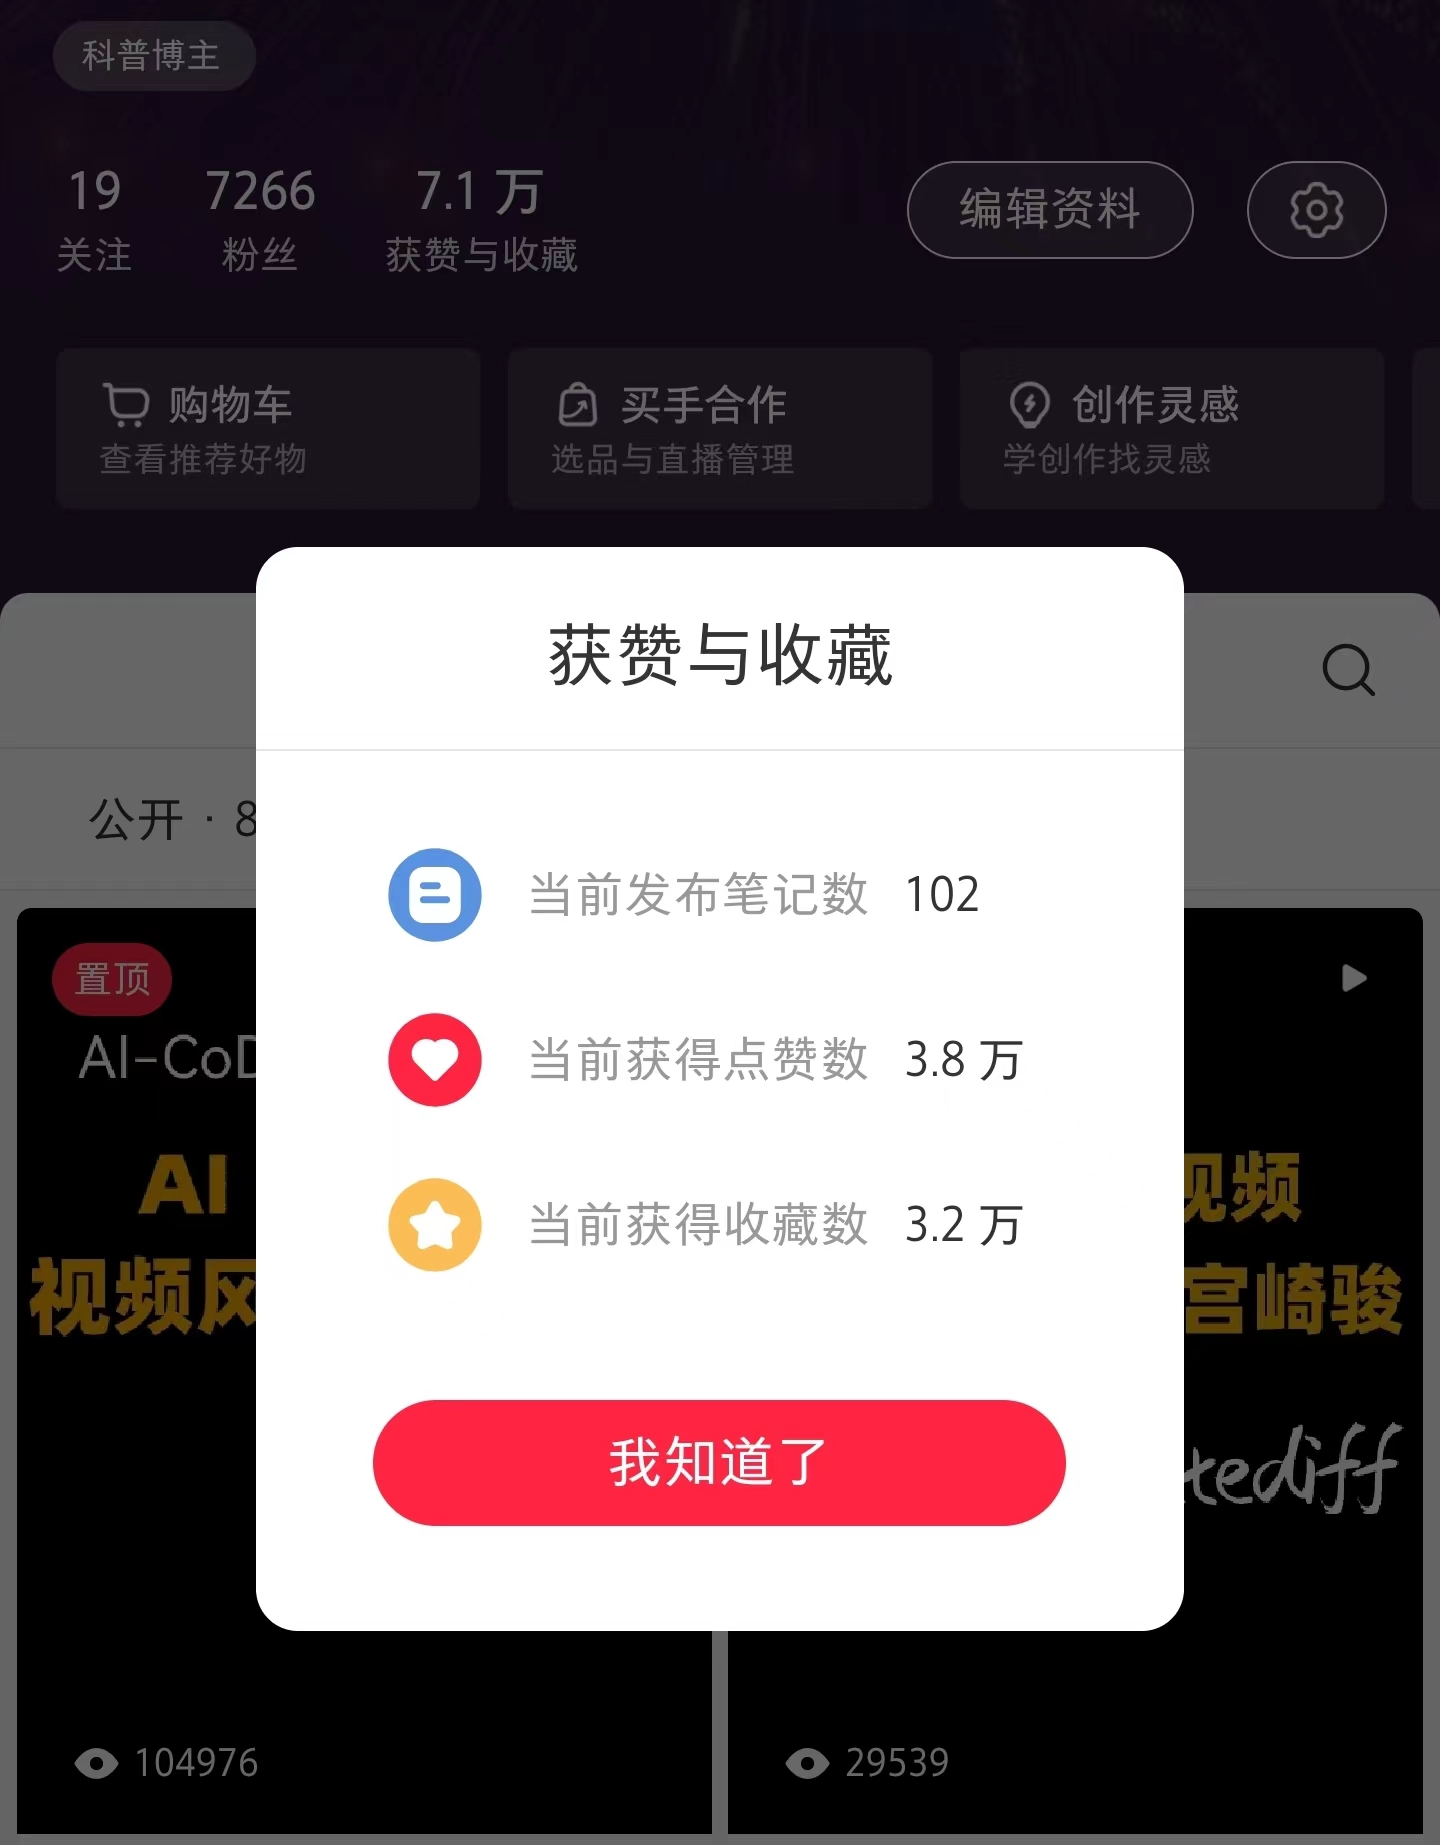 科普博主
19 7266 7.1 万
关注 粉丝 获赞与收藏
编辑资料
购物车 买手合作 创作灵感
查看推荐好物 选品与直播管理 学创作找灵感
获赞与收藏
公开 · 8
当前发布笔记数 102
置顶
AI-CoD
当前获得点赞数 3.8 万
AI 视频
当前获得收藏数 3.2 万
视频风 宫崎骏
我知道了
tediff
104976 29539